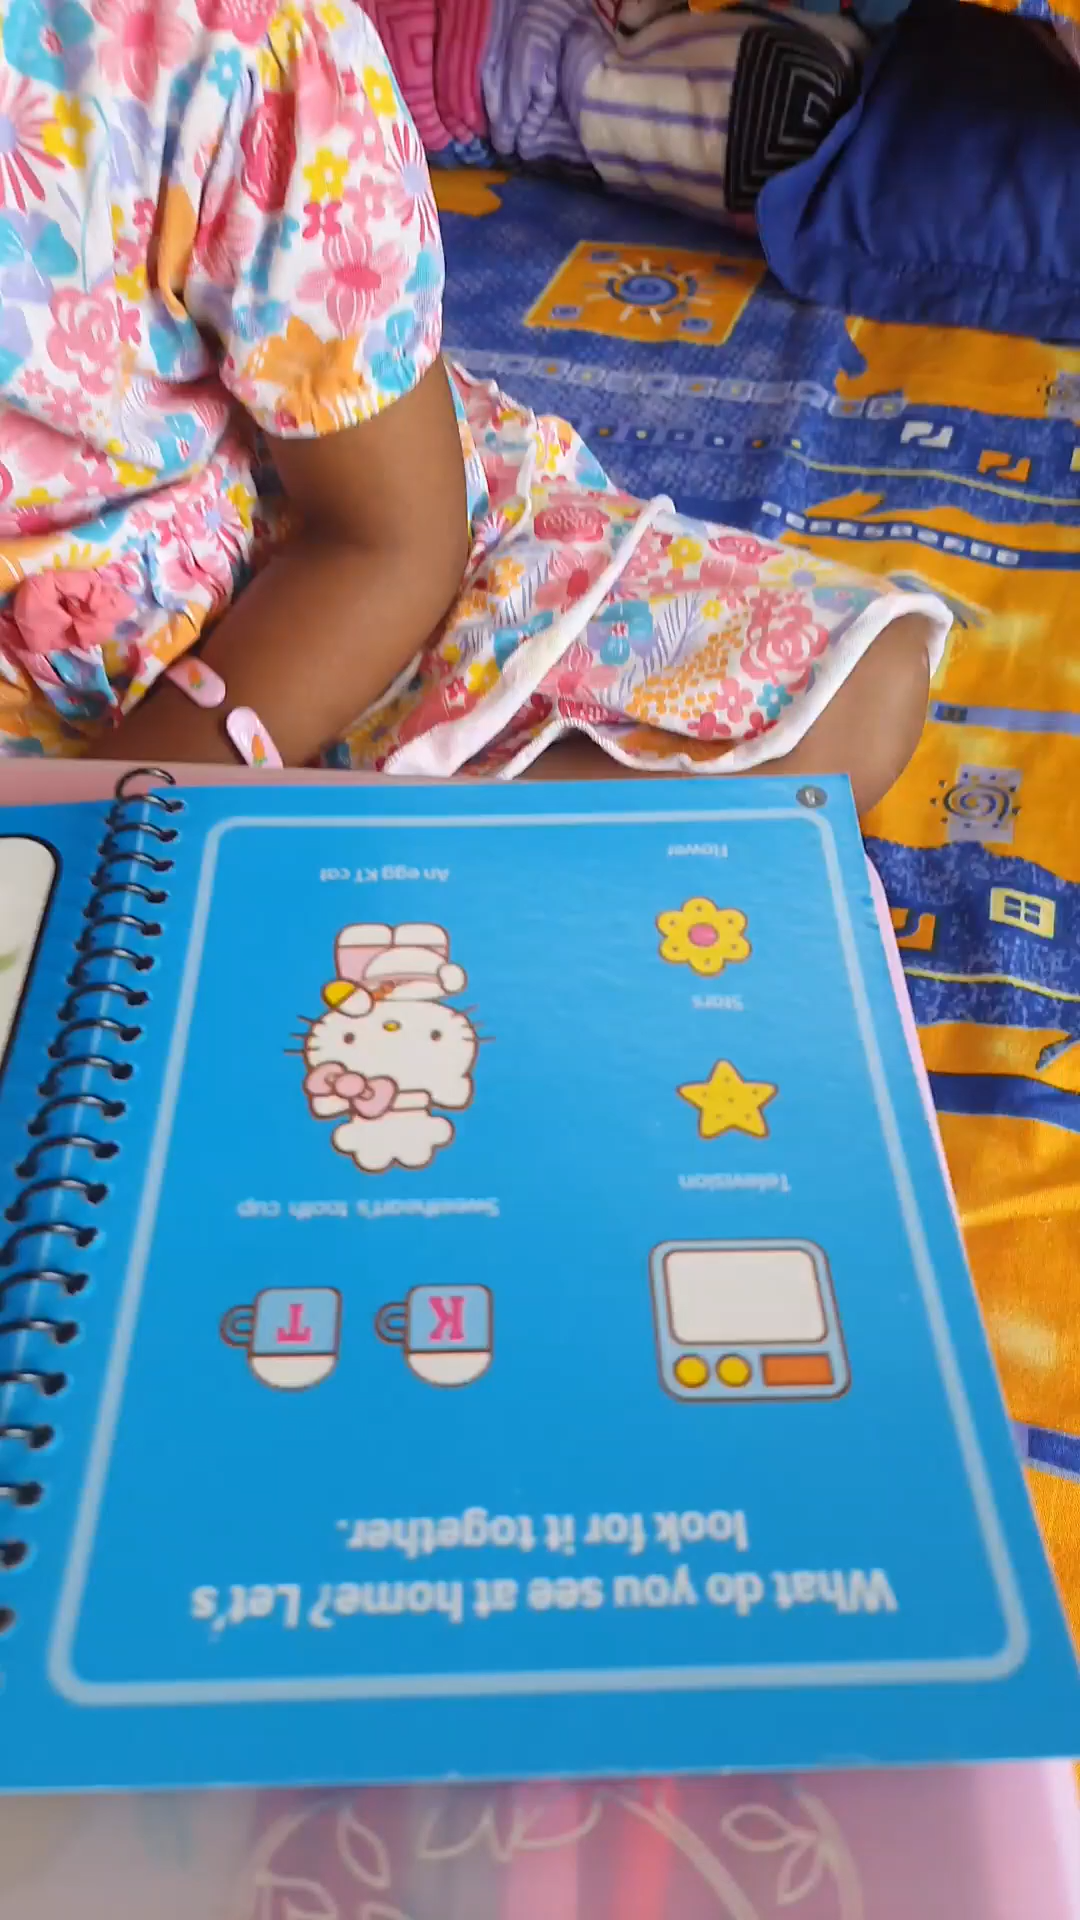 What do you see at home? Let's
look for it together.
K
T
Television
Sweetheart's tooth cup
Stars
Flower
An egg KT cat